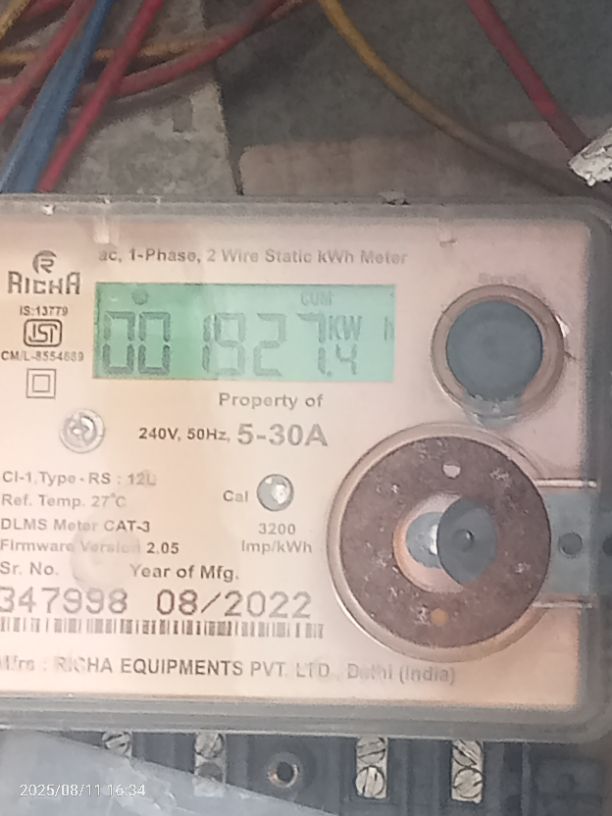 ac, 1-Phase, 2 Wire Static kWh Meter
RICHA
IS:13779
ISI
CM/L-8554689
CUM
001927 KW h
1.4
Property of
240V, 50Hz, 5-30A
Cl-1,Type - RS : 12L
Ref. Temp. 27°C
Cal
DLMS Meter CAT-3
3200
Imp/kWh
Firmware Version 2.05
Sr. No. Year of Mfg.
347998 08/2022
Mfrs : RICHA EQUIPMENTS PVT. LTD., Delhi (India)
2025/08/11 16:34